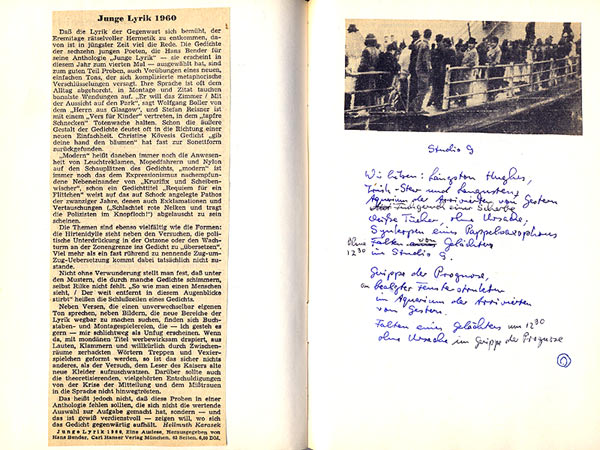 Junge Lyrik 1960
Daß die Lyrik der Gegenwart sich bemüht, der
Eremitage rätselvoller Hermetik zu entkommen, da-
von ist in jüngster Zeit viel die Rede. Die Gedichte
der sechzehn jungen Poeten, die Hans Bender für
seine Anthologie „Junge Lyrik“ — sie erscheint in
diesem Jahr zum vierten Mal — ausgewählt hat, sind
zum guten Teil Proben, auch Vorübungen eines neuen,
einfachen Tons, der sich komplizierte metaphorische
Verschlüsselungen versagt. Ihre Sprache ist oft dem
Alltag abgehorcht, in Montage und Zitat tauchen
bonalste Wendungen auf. „Er will das Zimmer / Mit
der Aussicht auf den Park“, sagt Wolfgang Boller von
dem „Herrn aus Glasgow“, und Stefan Reisner ist
mit einem „Vers für Kinder“ vertreten, in dem „tapfre
Schnecken“ Totenwache halten. Schon die äußere
Gestalt der Gedichte deutet oft in die Richtung einer
neuen Einfachheit. Christine Kövesis Gedicht „gib
deine hand den bäumen“ hat fast zur Sonettform
zurückgefunden.
„Modern“ heißt daneben immer noch die Anwesen-
heit von Leuchtreklamen, Mopedfahrern und Nylon
auf den Schauplätzen des Gedichts, „modern“ ist
immer noch das dem Expressionismus nachempfun-
dene Nebeneinander von „Kruzifix und Scheiben-
wischer“, schon ein Gedichttitel „Requiem für ein
Flittchen“ weist auf das auf Schock angelegte Pathos
der zwanziger Jahre, denen auch Exklamationen und
Vertauschungen („Schlachtet rote Nelken und tragt
die Polizisten im Knopfloch!“) abgelauscht zu sein
scheinen.
Die Themen sind ebenso vielfältig wie die Formen:
die Hirtenidylle steht neben den Versuchen, die politi-
sche Unterdrückung in der Ostzone oder den Wach-
turm an der Zonengrenze ins Gedicht zu „übersetzen“.
Viel mehr als ein fast rührend zu nennende Zug-um-
Zug-Übersetzung kommt dabei tatsächlich nicht zu-
stande.
Nicht ohne Verwunderung stellt man fest, daß unter
den Mustern, die durch manche Gedichte schimmern,
selbst Rilke nicht fehlt. „So wie man einen Menschen
sieht, / Der weit entfernt in diesem Augenblicke
stirbt“ heißen die Schlußzeilen eines Gedichts.
Neben Versen, die einen unverwechselbar eigenen
Ton sprechen, neben Bildern, die neue Bereiche der
Lyrik wegbar zu machen suchen, finden sich Buch-
staben- und Montagespielereien, die — ich gesteh es
gern — mir schlichtweg als Unfug erscheinen. Wenn
da, mit mondänen Titel werbewirksam drapiert, aus
Lauten, Klammern und willkürlich durch Zwischen-
räume zerhackten Wörtern Treppen und Vexier-
spielchen geformt werden, so ist das sicher nichts
anderes, als der Versuch, dem Leser des Kaisers alte
neue Kleider aufzuschwatzen. Darüber sollte auch
die theoretisierenden, vielgehörten Entschuldigungen
von der Krise der Mitteilung und dem Mißtrauen
in die Sprache nicht hinwegtrösten.
Das heißt jedoch nicht, daß diese Proben in einer
Anthologie fehlen sollten, die sich nicht die wertende
Auswahl zur Aufgabe gemacht hat, sondern — und
das ist gewiß verdienstvoll — zeigen will, wo sich
das Gedicht gegenwärtig aufhält. Hellmuth Karasek
Junge Lyrik 1960, Eine Auslese, Herausgegeben von
Hans Bender, Carl Hanser Verlag München, 62 Seiten, 6,80 DM.
Studio 9
Wir hören: Langston Hughes,
und
Aquarium der Arrivierten von Gestern
weiße Tücher, ohne Ursache,
Synkopen eines Pappelsaxophones
Falten von Gelächter
12 30
in Studio 9.
Grippe der Prognose,
an
im Aquarium der Arrivierten
von Gestern.
Falten eines Gelächters um 12 30
ohne Ursache im Grippe der Prognose